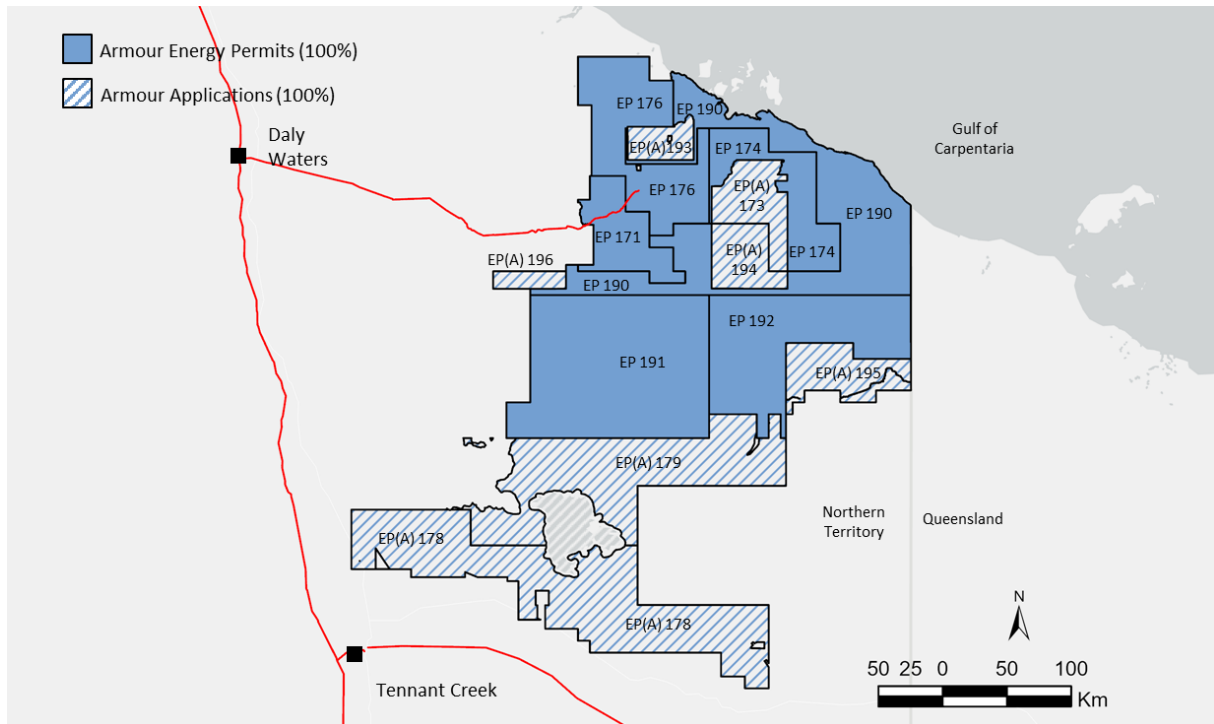 Armour Energy Permits (100%)
Armour Applications (100%)
Daly
Waters
EP 176
EP 190
EP(A)193
EP 174
Gulf of
Carpentaria
EP(A)
173
EP 176
EP 190
EP 171
EP(A)
194
EP 174
EP(A) 196
EP 190
EP 192
EP 191
EP(A) 195
EP(A) 179
Northern
Territory
Queensland
EP(A) 178
EP(A) 178
N
Tennant Creek
50 25 0 50 100
Km